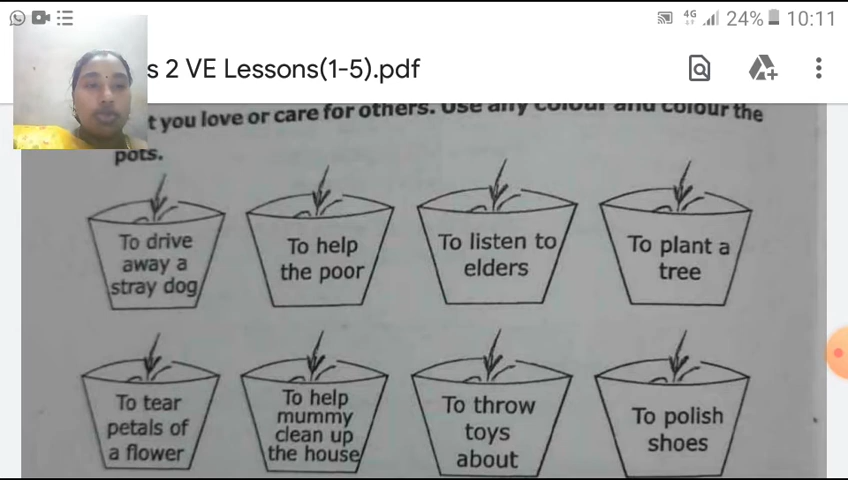 4G 24% 10:11
s 2 VE Lessons(1-5).pdf
t you love or care for others. Use any colour and colour the
pots.
To drive
away a
stray dog
To help
the poor
To listen to
elders
To plant a
tree
To tear
petals of
a flower
To help
mummy
clean up
the house
To throw
toys
about
To polish
shoes